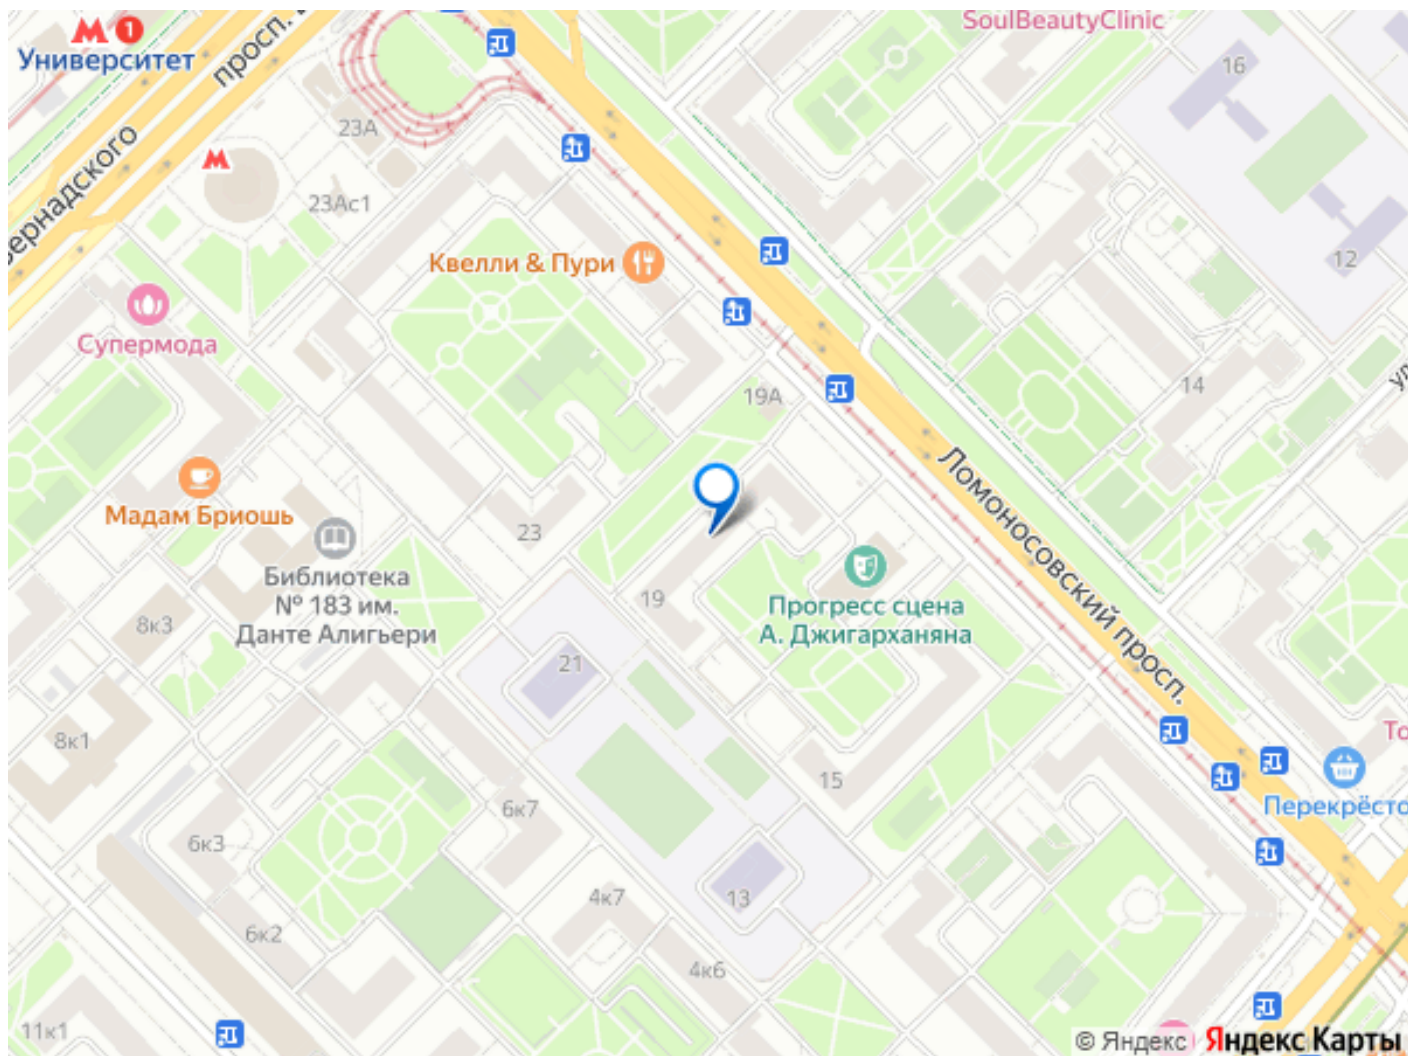 SoulBeautyClinic
1
Университет
просп.
Вернадского
16
23А
23Ас1
12
Квелли & Пури
Супермода
14
19А
Ломоносовский просп.
Мадам Бриошь
23
Библиотека
№ 183 им.
Данте Алигьери
Прогресс сцена
А. Джигарханяна
19
8к3
21
8к1
15
6к7
Перекрёсто
6к3
4к7
13
6к2
4к6
11к1
© Яндекс
Яндекс Карты